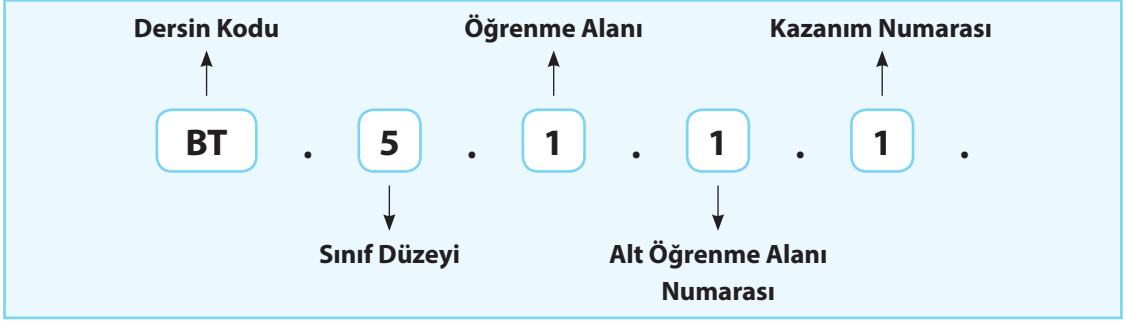 Dersin Kodu Öğrenme Alanı Kazanım Numarası
BT . 5 . 1 . 1 . 1 .
Sınıf Düzeyi Alt Öğrenme Alanı
Numarası